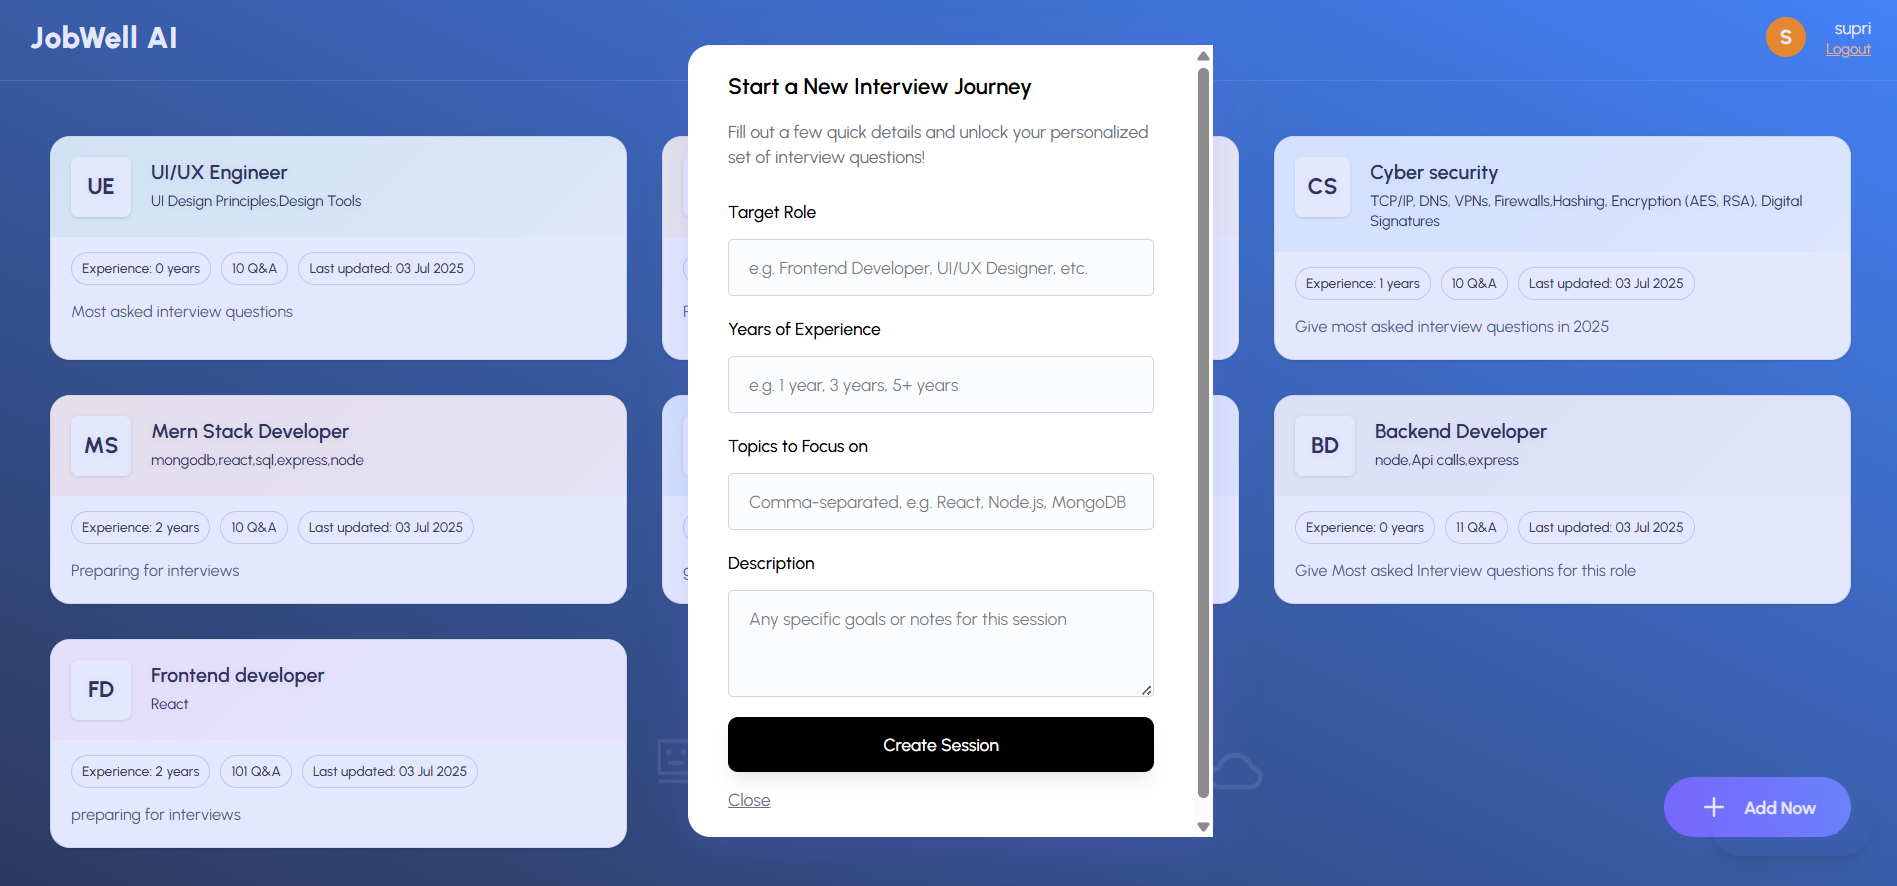 JobWell AI
S
supri
Logout
UE
UI/UX Engineer
UI Design Principles,Design Tools
Experience: 0 years
10 Q&A
Last updated: 03 Jul 2025
Most asked interview questions
CS
Cyber security
TCP/IP, DNS, VPNs, Firewalls,Hashing, Encryption (AES, RSA), Digital
Signatures
Experience: 1 years
10 Q&A
Last updated: 03 Jul 2025
Give most asked interview questions in 2025
MS
Mern Stack Developer
mongodb,react,sql,express,node
Experience: 2 years
10 Q&A
Last updated: 03 Jul 2025
Preparing for interviews
BD
Backend Developer
node,Api calls,express
Experience: 0 years
11 Q&A
Last updated: 03 Jul 2025
Give Most asked Interview questions for this role
FD
Frontend developer
React
Experience: 2 years
101 Q&A
Last updated: 03 Jul 2025
preparing for interviews
Start a New Interview Journey
Fill out a few quick details and unlock your personalized
set of interview questions!
Target Role
e.g. Frontend Developer, UI/UX Designer, etc.
Years of Experience
e.g. 1 year, 3 years, 5+ years
Topics to Focus on
Comma-separated, e.g. React, Node.js, MongoDB
Description
Any specific goals or notes for this session
Create Session
Close
Add Now